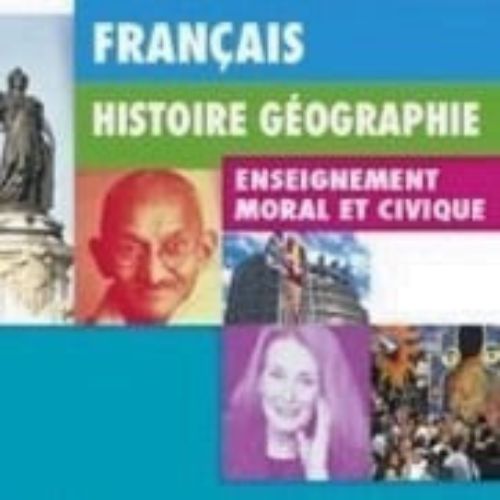 FRANÇAIS
HISTOIRE GÉOGRAPHIE
ENSEIGNEMENT
MORAL ET CIVIQUE